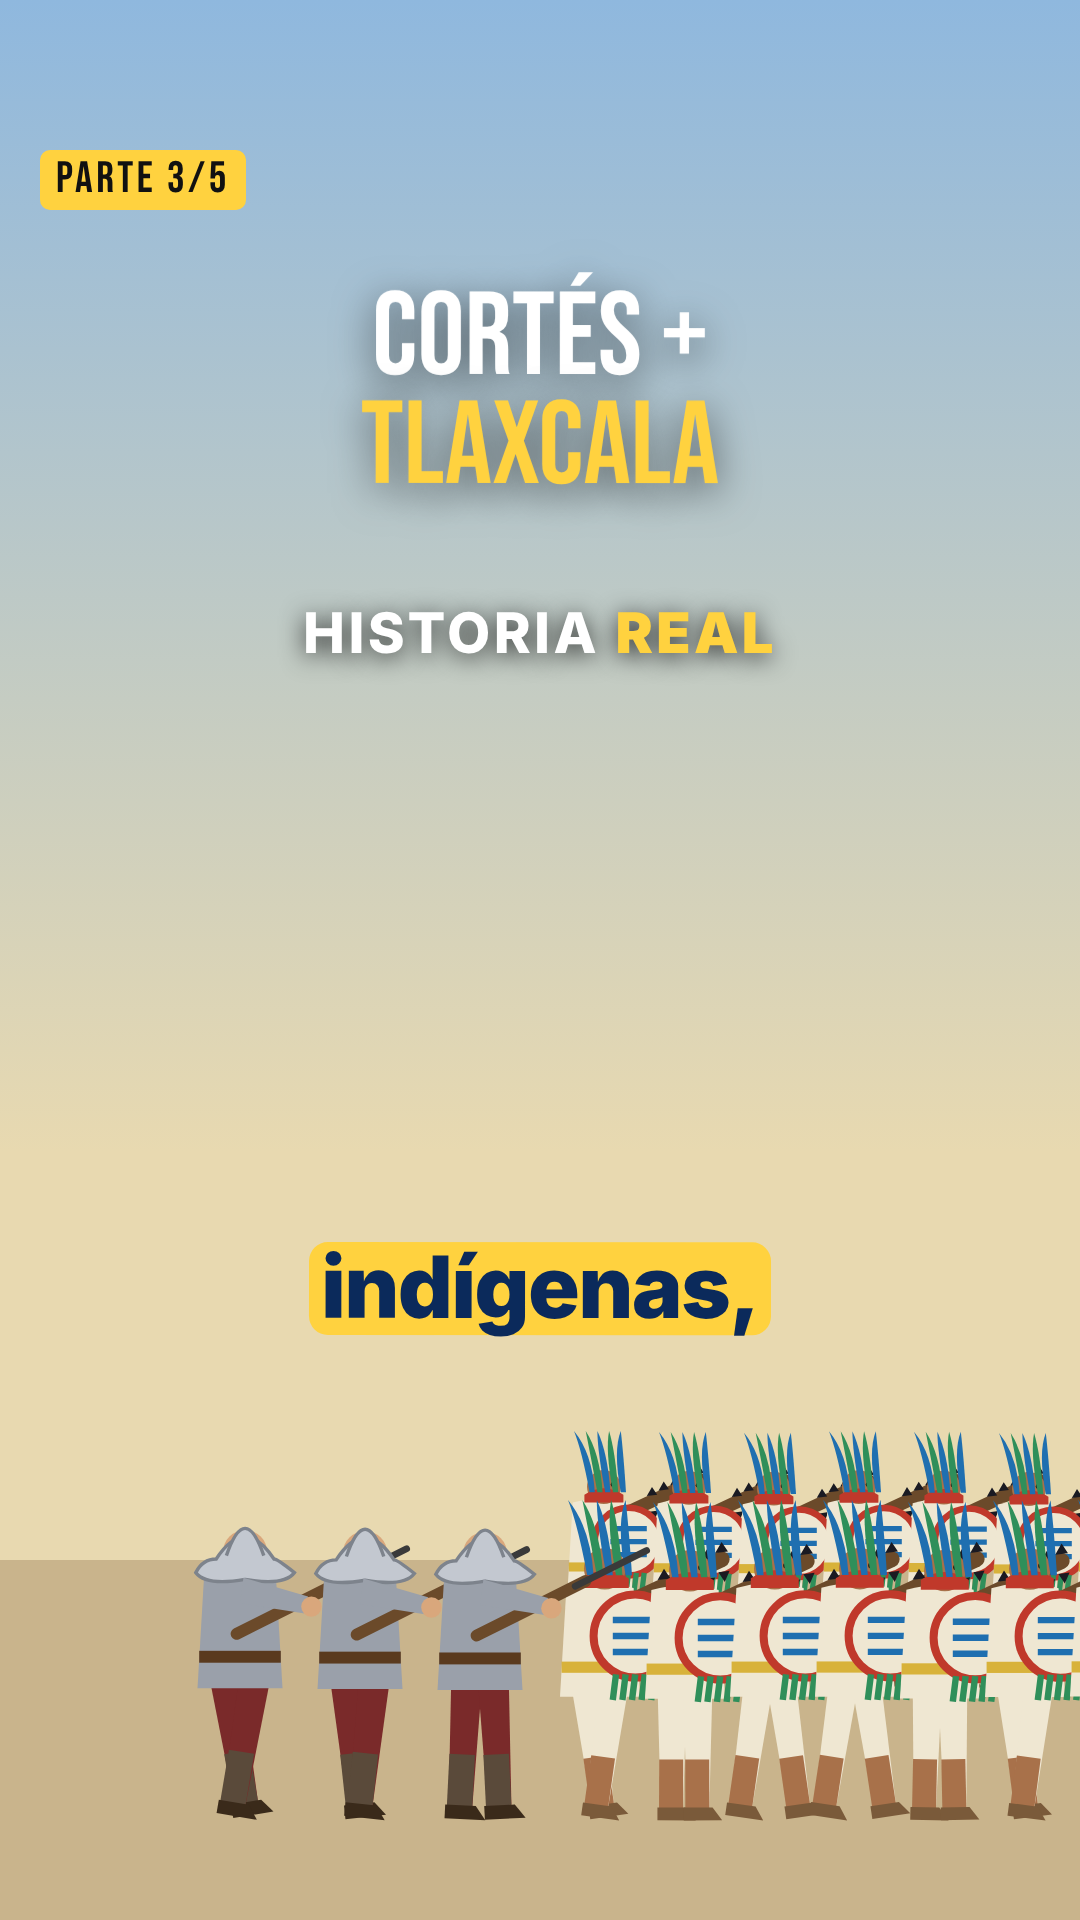 PARTE 3/5
CORTÉS +
TLAXCALA
HISTORIA REAL
indígenas,